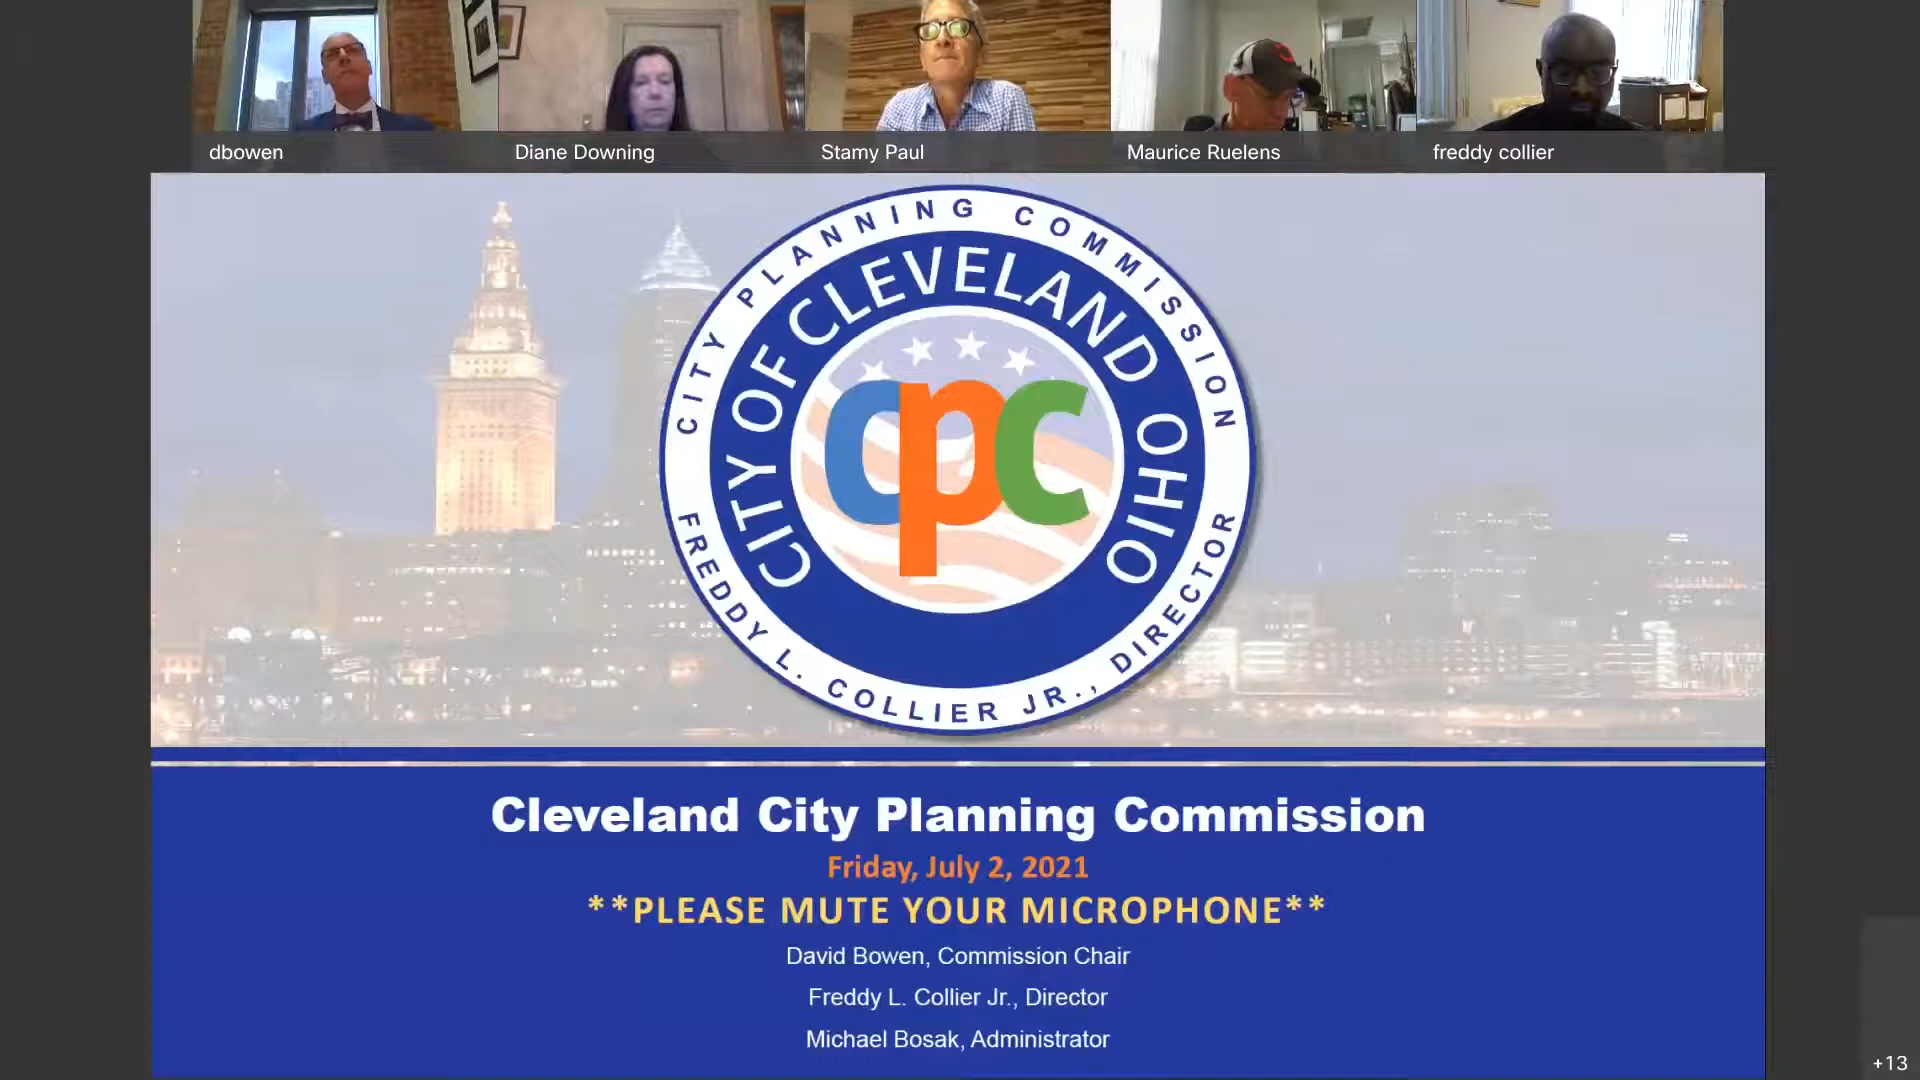 dbowen
Diane Downing
Stamy Paul
Maurice Ruelens
freddy collier
CITY PLANNING COMMISSION
CITY OF CLEVELAND OHIO
cpc
FREDDY L. COLLIER JR., DIRECTOR
Cleveland City Planning Commission
Friday, July 2, 2021
**PLEASE MUTE YOUR MICROPHONE**
David Bowen, Commission Chair
Freddy L. Collier Jr., Director
Michael Bosak, Administrator
+13